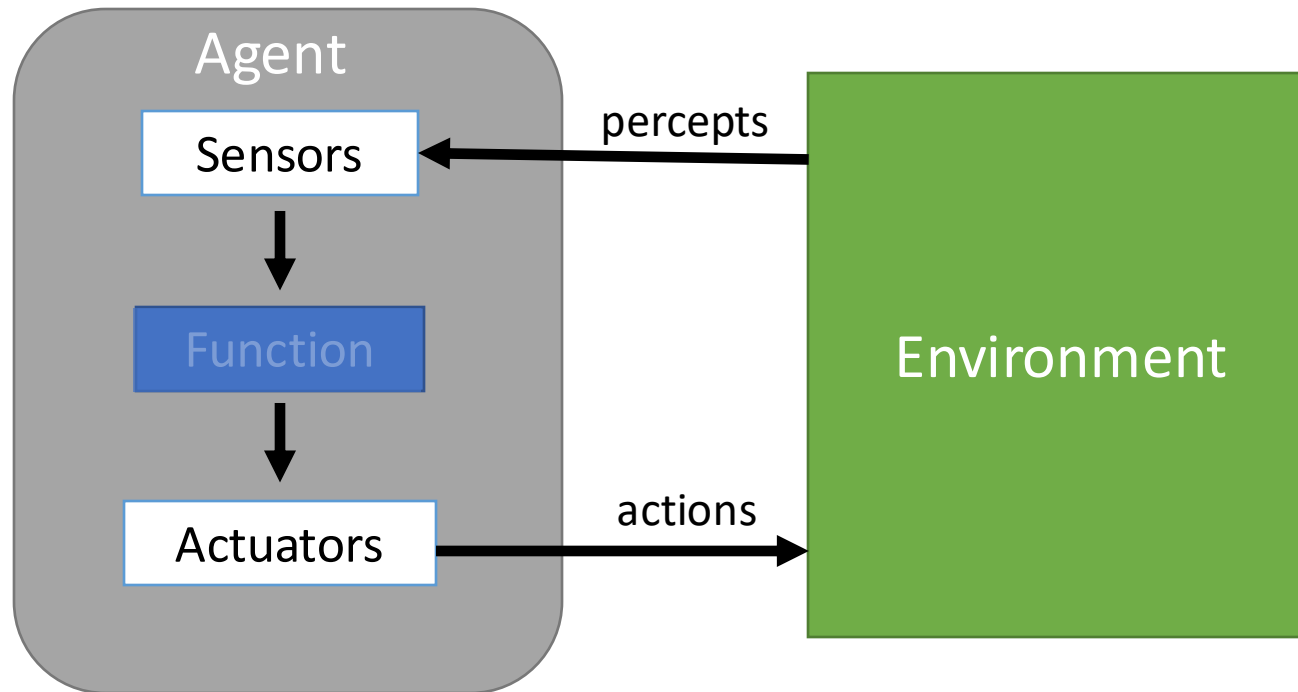 Agent
Sensors
percepts
Function
Environment
Actuators
actions